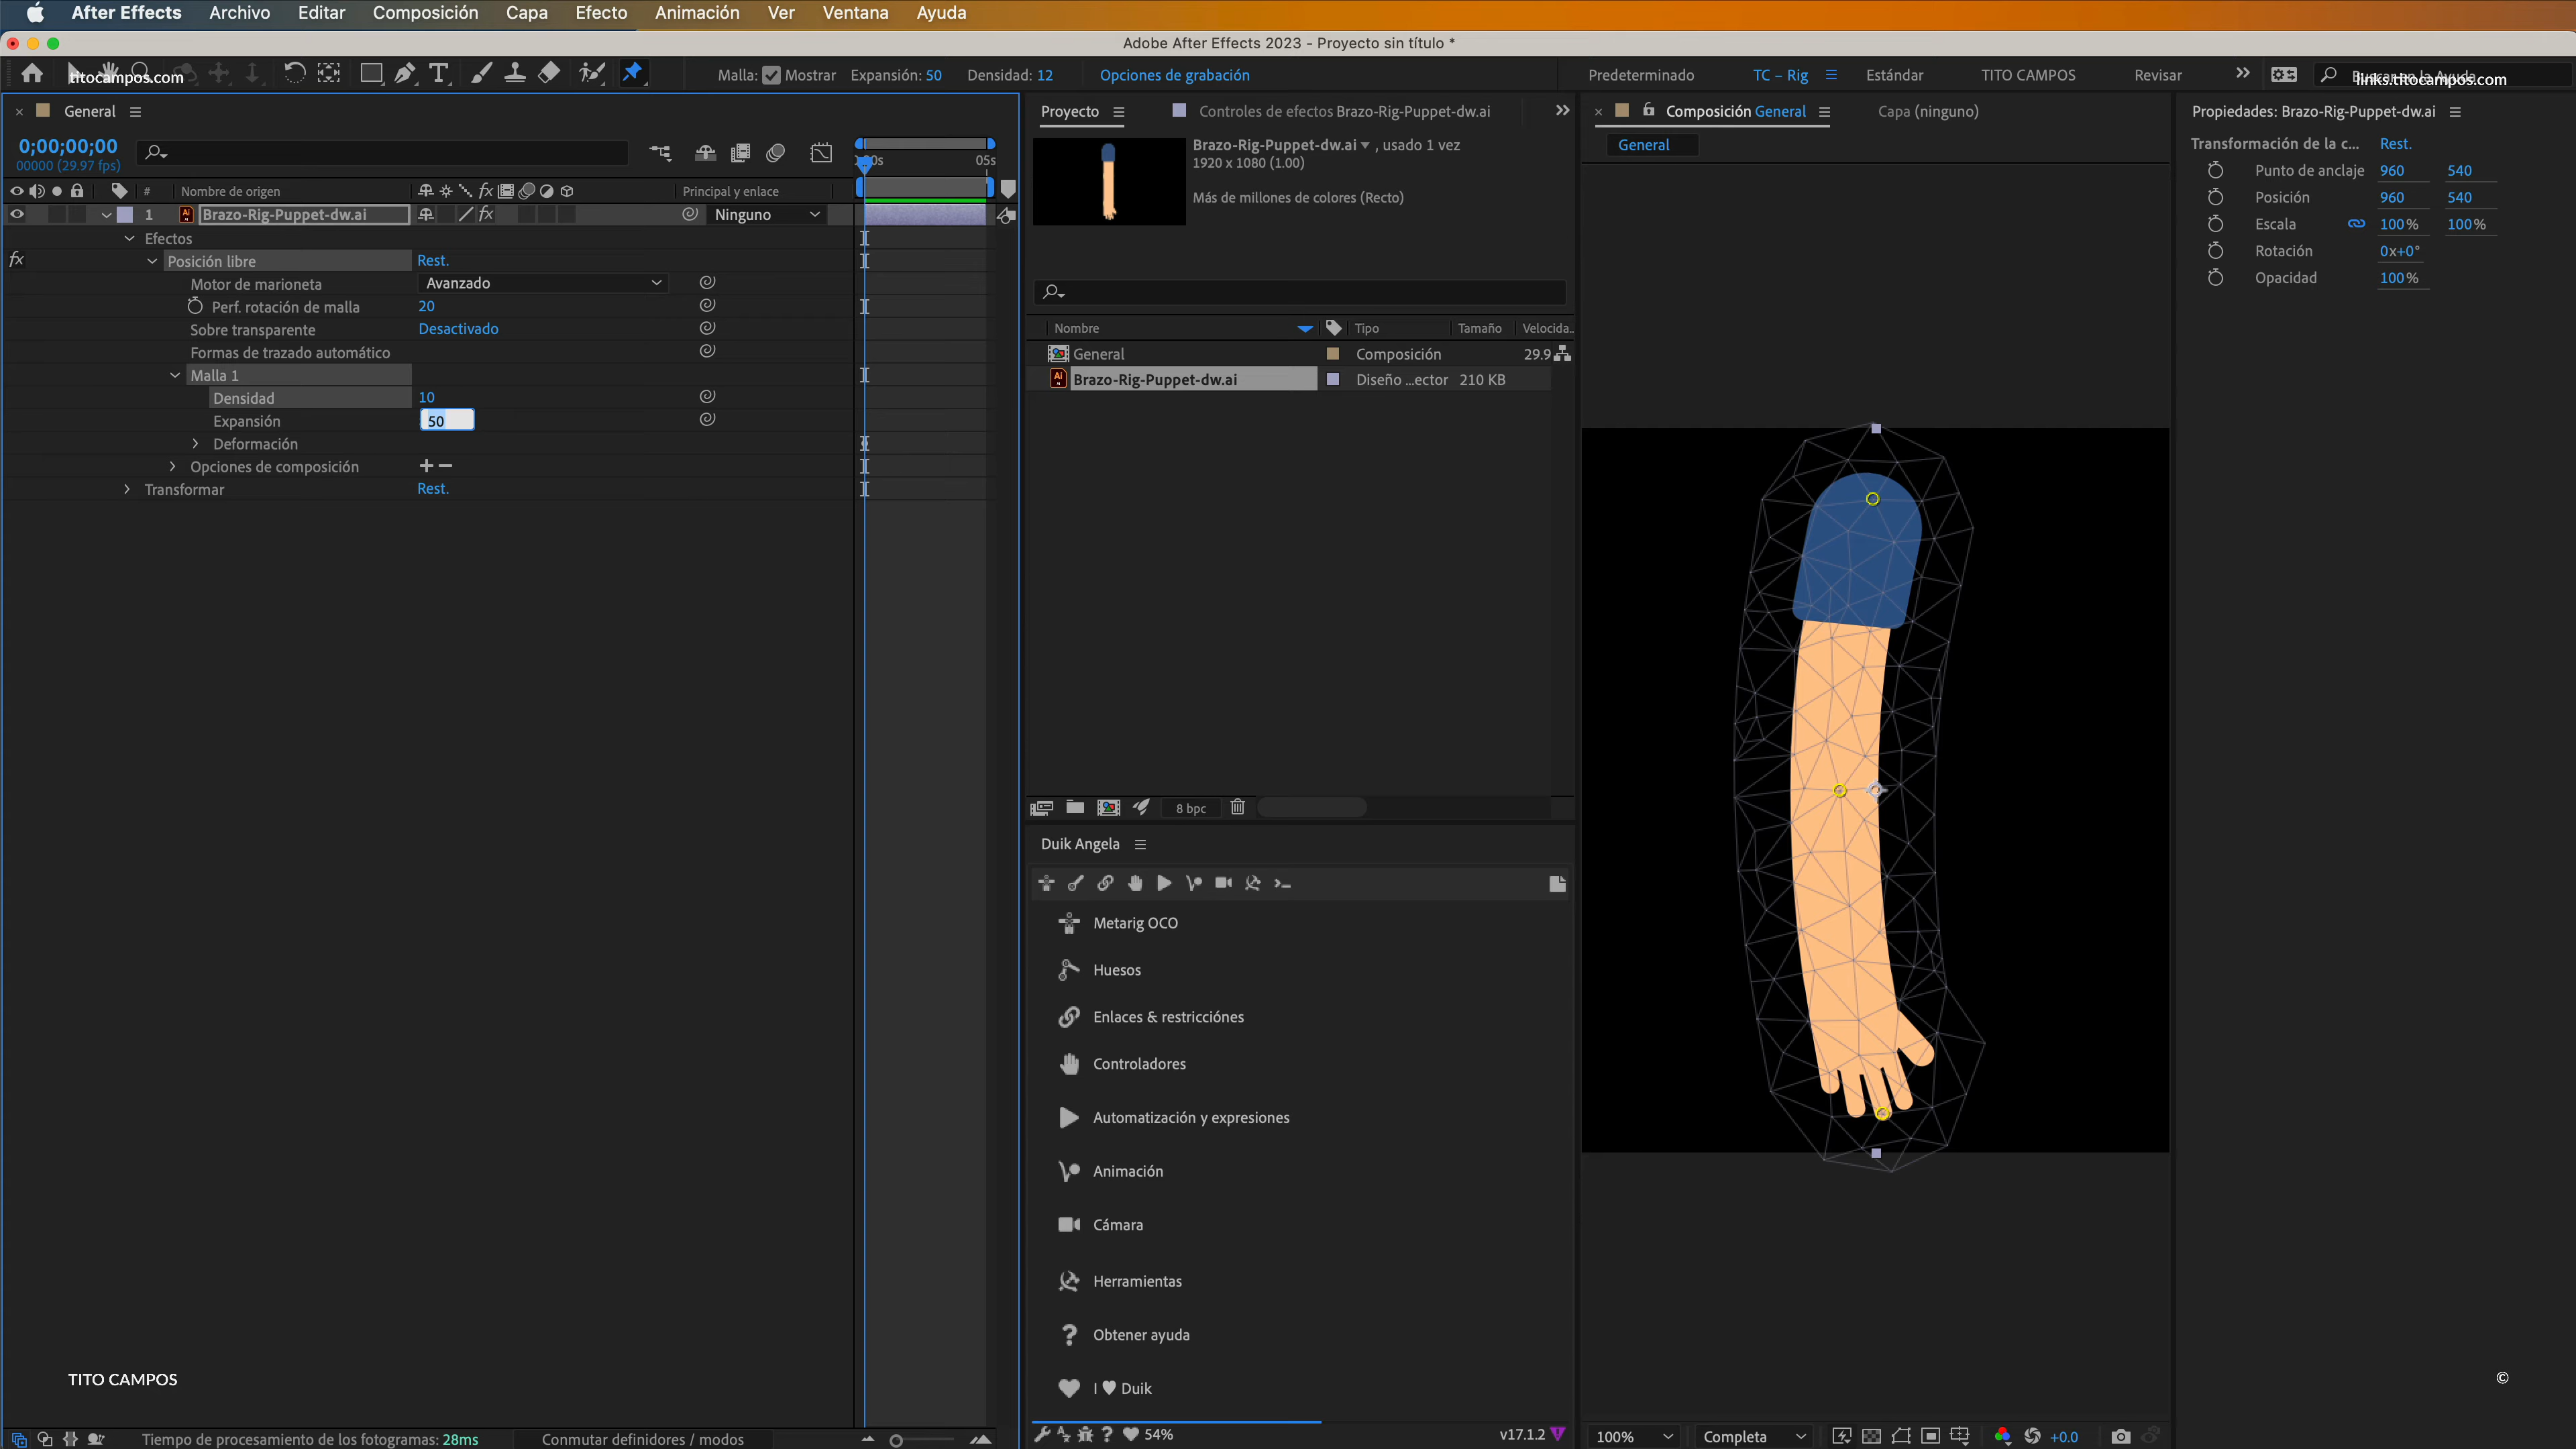 After Effects Archivo Editar Composición Capa Efecto Animación Ver Ventana Ayuda
Adobe After Effects 2023 - Proyecto sin título *
titocampos.com
Malla: Mostrar Expansión: 50 Densidad: 12 Opciones de grabación
Predeterminado TC – Rig Estándar TITO CAMPOS Revisar
links.titocampos.com
General
0;00;00;00
00000 (29.97 fps)
05s
# Nombre de origen Principal y enlace
1 Brazo-Rig-Puppet-dw.ai Ninguno
Efectos
fx Posición libre Rest.
Motor de marioneta Avanzado
Perf. rotación de malla 20
Sobre transparente Desactivado
Formas de trazado automático
Malla 1
Densidad 10
Expansión 50
Deformación
Opciones de composición
Transformar Rest.
TITO CAMPOS
Tiempo de procesamiento de los fotogramas: 28ms Conmutar definidores / modos
Proyecto Controles de efectos Brazo-Rig-Puppet-dw.ai
Brazo-Rig-Puppet-dw.ai , usado 1 vez
1920 x 1080 (1.00)
Más de millones de colores (Recto)
Nombre Tipo Tamaño Velocida..
General Composición 29.9
Brazo-Rig-Puppet-dw.ai Diseño ...ector 210 KB
8 bpc
Duik Angela
Metarig OCO
Huesos
Enlaces & restricciónes
Controladores
Automatización y expresiones
Animación
Cámara
Herramientas
Obtener ayuda
I ♥ Duik
54% v17.1.2
Composición General Capa (ninguno)
General
100% Completa +0.0
Propiedades: Brazo-Rig-Puppet-dw.ai
Transformación de la c... Rest.
Punto de anclaje 960 540
Posición 960 540
Escala 100% 100%
Rotación 0x+0°
Opacidad 100%
©